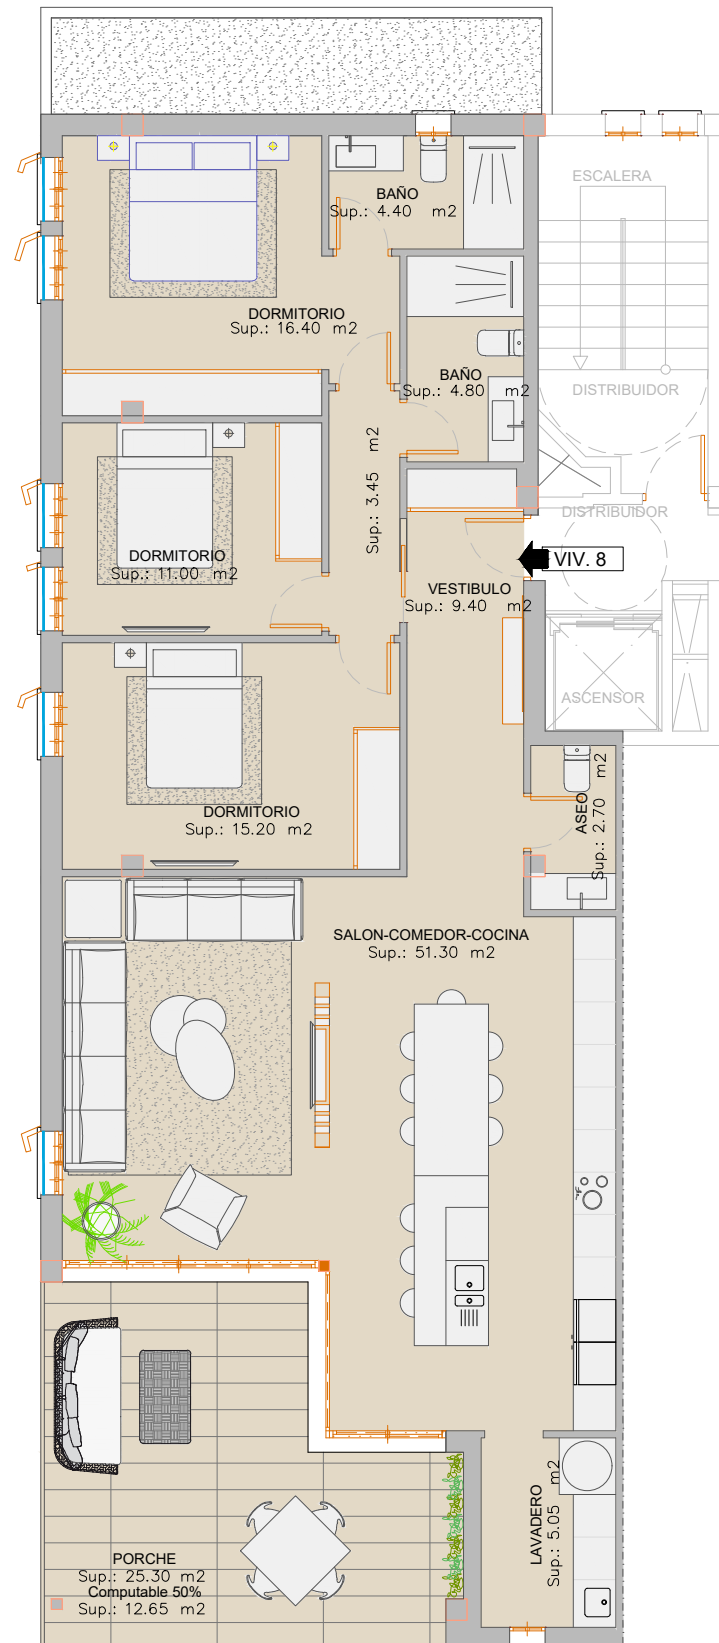 ESCALERA
BAÑO
Sup.: 4.40 m2
DORMITORIO
Sup.: 16.40 m2
BAÑO
Sup.: 4.80 m2
DISTRIBUIDOR
Sup.: 3.45 m2
DISTRIBUIDOR
DORMITORIO
Sup.: 11.00 m2
VIV. 8
VESTIBULO
Sup.: 9.40 m2
ASCENSOR
DORMITORIO
Sup.: 15.20 m2
ASEO
Sup.: 2.70 m2
SALON-COMEDOR-COCINA
Sup.: 51.30 m2
LAVADERO
Sup.: 5.05 m2
PORCHE
Sup.: 25.30 m2
Computable 50%
Sup.: 12.65 m2